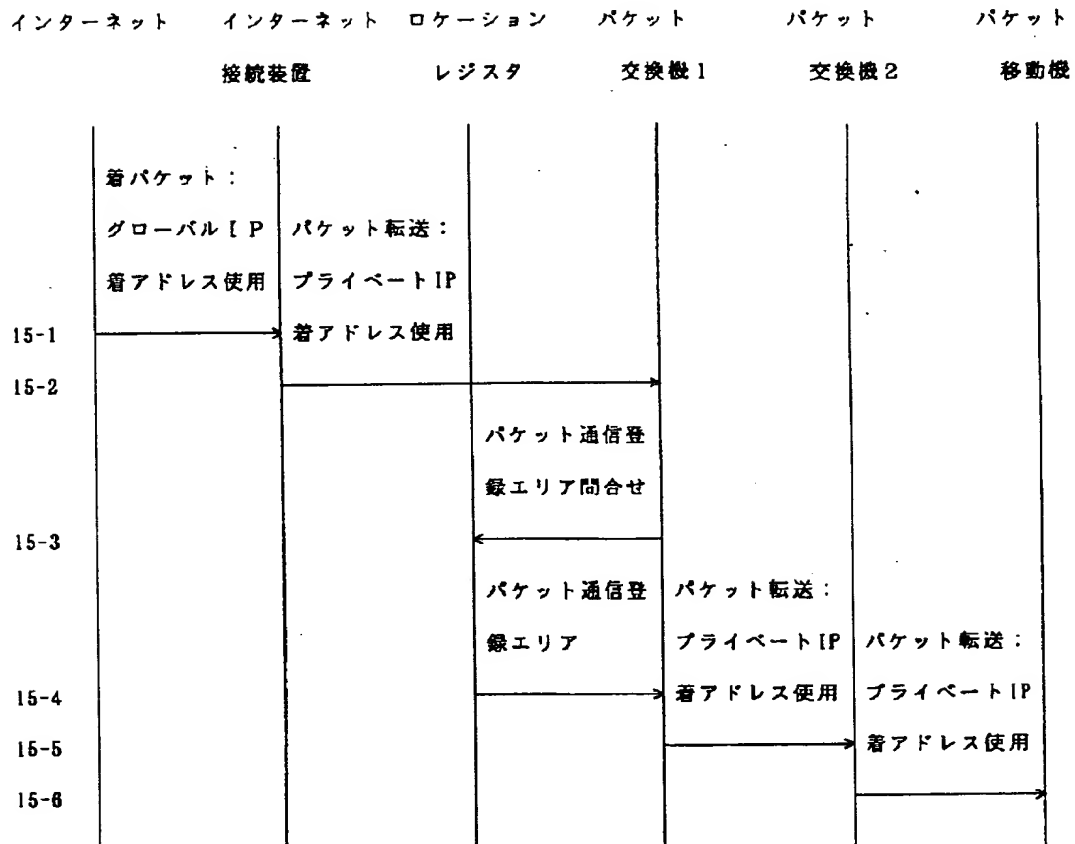 インターネット インターネット ロケーション パケット パケット パケット
接続装置 レジスタ 交換機1 交換機2 移動機
着パケット：
グローバルIP パケット転送：
着アドレス使用 プライベートIP
15-1 着アドレス使用
15-2
パケット通信登
録エリア問合せ
15-3
パケット通信登 パケット転送：
録エリア プライベートIP パケット転送：
15-4 着アドレス使用 プライベートIP
15-5 着アドレス使用
15-6